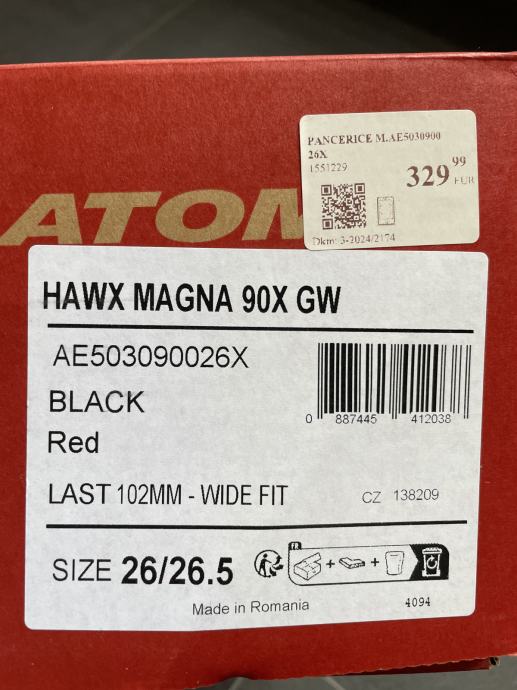 PANCERICE M.AE5030900
26X
1551229
329 99
EUR
Dkm: 3-2024/2174
ATOM
HAWX MAGNA 90X GW
AE503090026X
BLACK
Red
0 887445 412038
LAST 102MM - WIDE FIT
CZ 138209
SIZE 26/26.5
FR
+ +
Made in Romania
4094